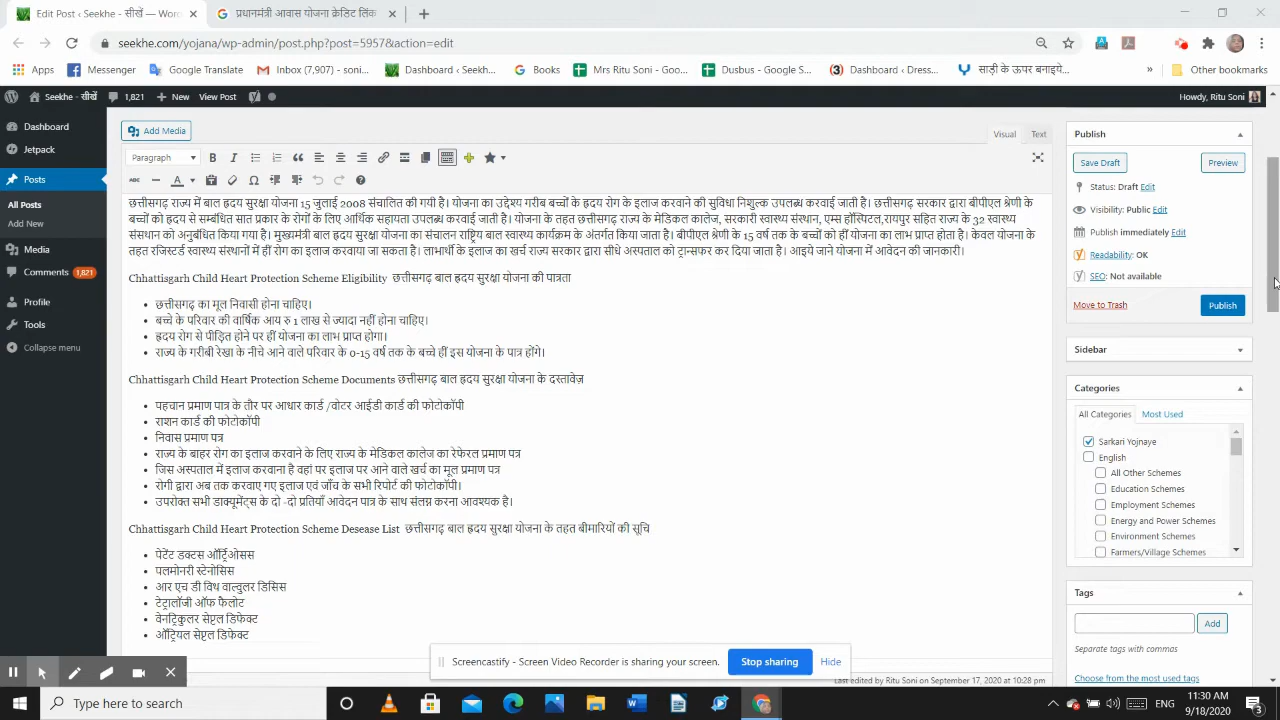 Edit Post ‹ Seekhe - सीखें — Wor
प्रधानमंत्री आवास योजना क्रेडिट लिंक
seekhe.org/yojana/wp-admin/post.php?post=5957&action=edit
Apps Messenger Google Translate Inbox (7,907) - soni... Dashboard ‹ Seekh... Books Mrs Ritu Soni - Goo... Dusbus - Google S... Dashboard ‹ Dress... साड़ी के ऊपर बनाइये... » Other bookmarks
Seekhe - सीखें 1,821 New View Post Howdy, Ritu Soni
Dashboard
Jetpack
Posts
All Posts
Add New
Media
Comments 1,821
Profile
Tools
Collapse menu
Add Media
Visual Text
Paragraph
छत्तीसगढ़ राज्य में बाल हृदय सुरक्षा योजना 15 जुलाई 2008 संचालित की गयी है। योजना का उद्देश्य गरीब बच्चों के हृदय रोग के इलाज करवाने की सुविधा निशुल्क उपलब्ध करवाई जाती है। छत्तीसगढ़ सरकार द्वारा बीपीएल श्रेणी के
बच्चों को हृदय से सम्बंधित सात प्रकार के रोगों के लिए आर्थिक सहायता उपलब्ध करवाई जाती है। योजना के तहत छत्तीसगढ़ राज्य के मेडिकल कालेज, सरकारी स्वास्थ्य संस्थान, एम्स हॉस्पिटल,रायपुर सहित राज्य के 32 स्वास्थ्य
संस्थान को अनुबंधित किया गया है। मुख्यमंत्री बाल हृदय सुरक्षा योजना का संचालन राष्ट्रिय बाल स्वास्थ्य कार्यक्रम के अंतर्गत किया जाता है। बीपीएल श्रेणी के 15 वर्ष तक के बच्चों को हीं योजना का लाभ प्राप्त होता है। केवल योजना के
तहत रजिस्टर्ड स्वास्थ्य संस्थानों में हीं रोग का इलाज करवाया जा सकता है। लाभार्थी के इलाज का खर्च राज्य सरकार द्वारा सीधे अस्पताल को ट्रान्सफर कर दिया जाता है। आइये जाने योजना में आवेदन की जानकारी।
Chhattisgarh Child Heart Protection Scheme Eligibility छत्तीसगढ़ बाल हृदय सुरक्षा योजना की पात्रता
छत्तीसगढ़ का मूल निवासी होना चाहिए।
बच्चे के परिवार की वार्षिक आय रु 1 लाख से ज्यादा नहीं होना चाहिए।
हृदय रोग से पीड़ित होने पर हीं योजना का लाभ प्राप्त होगा।
राज्य के गरीबी रेखा के नीचे आने वाले परिवार के 0-15 वर्ष तक के बच्चे हीं इस योजना के पात्र होंगे।
Chhattisgarh Child Heart Protection Scheme Documents छत्तीसगढ़ बाल हृदय सुरक्षा योजना के दस्तावेज़
पहचान प्रमाण पात्र के तौर पर आधार कार्ड /वोटर आईडी कार्ड की फोटोकॉपी
राशन कार्ड की फोटोकॉपी
निवास प्रमाण पत्र
राज्य के बाहर रोग का इलाज करवाने के लिए राज्य के मेडिकल कालेज का रेफेरल प्रमाण पत्र
जिस अस्पताल में इलाज करवाना है वहां पर इलाज पर आने वाले खर्च का मूल प्रमाण पत्र
रोगी द्वारा अब तक करवाए गए इलाज एवं जाँच के सभी रिपोर्ट की फोटोकॉपी।
उपरोक्त सभी डाक्यूमेंट्स के दो -दो प्रतियाँ आवेदन पात्र के साथ संलग्न करना आवश्यक है।
Chhattisgarh Child Heart Protection Scheme Desease List छत्तीसगढ़ बाल हृदय सुरक्षा योजना के तहत बीमारियों की सूचि
पेटेंट डक्टस ऑर्ट्रिओसस
पलमोनरी स्टेनोसिस
आर एच डी विथ वाल्वुलर डिसिस
टेट्रालॉजी ऑफ फैलोट
वेनट्रिकुलर सेप्टल डिफेक्ट
ऑट्रियल सेप्टल डिफेक्ट
Last edited by Ritu Soni on September 17, 2020 at 10:28 pm
Publish
Save Draft Preview
Status: Draft Edit
Visibility: Public Edit
Publish immediately Edit
Readability: OK
SEO: Not available
Move to Trash Publish
Sidebar
Categories
All Categories Most Used
Sarkari Yojnaye
English
All Other Schemes
Education Schemes
Employment Schemes
Energy and Power Schemes
Environment Schemes
Farmers/Village Schemes
Tags
Add
Separate tags with commas
Choose from the most used tags
Screencastify - Screen Video Recorder is sharing your screen. Stop sharing Hide
Type here to search
ENG
11:30 AM
9/18/2020
3